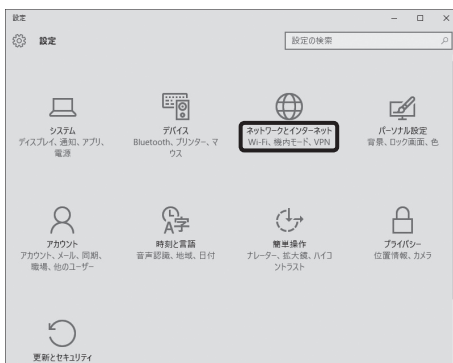 設定
設定
設定の検索
システム
ディスプレイ、通知、アプリ、
電源
デバイス
Bluetooth、プリンター、マ
ウス
ネットワークとインターネット
Wi-Fi、機内モード、VPN
パーソナル設定
背景、ロック画面、色
アカウント
アカウント、メール、同期、
職場、他のユーザー
A字
時刻と言語
音声認識、地域、日付
簡単操作
ナレーター、拡大鏡、ハイコ
ントラスト
プライバシー
位置情報、カメラ
更新とセキュリティ